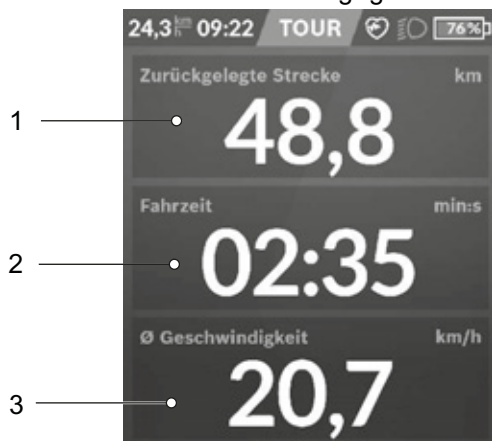 24,3 km/h 09:22 TOUR 76%
1
Zurückgelegte Strecke km
48,8
2
Fahrzeit min:s
02:35
3
Ø Geschwindigkeit km/h
20,7